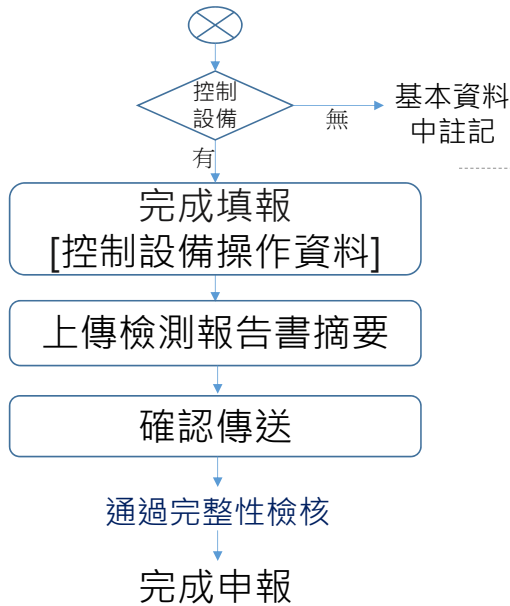 控制
設備
無
基本資料
中註記
有
完成填報
[控制設備操作資料]
上傳檢測報告書摘要
確認傳送
通過完整性檢核
完成申報